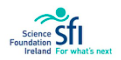 Science
Foundation
Ireland
sfi
For what's next